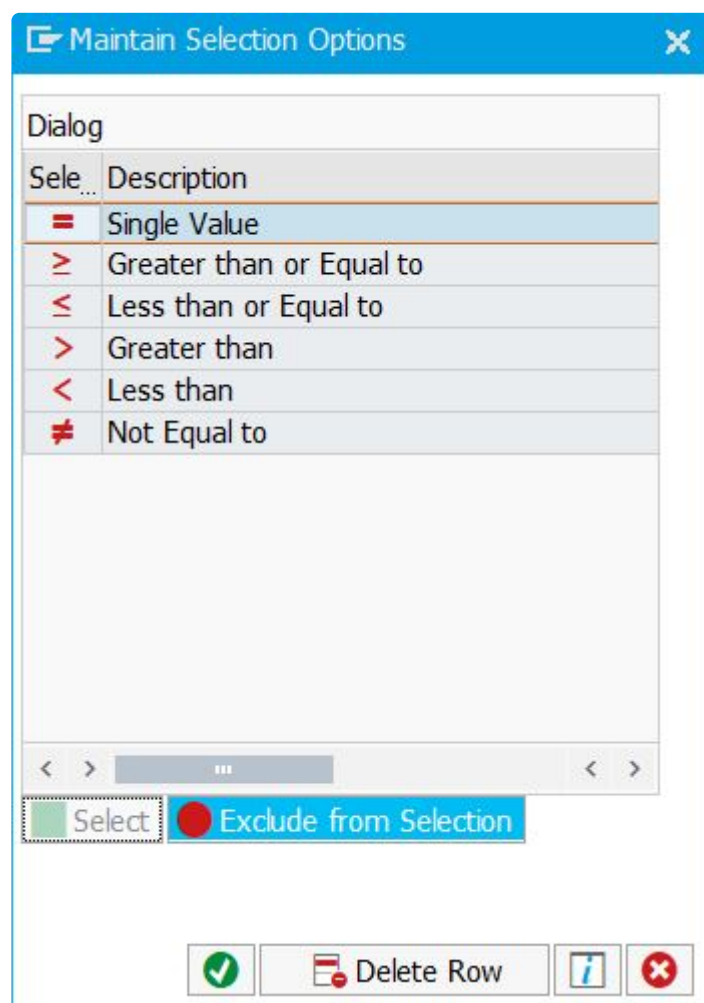 Maintain Selection Options
Dialog
Sele... Description
= Single Value
≥ Greater than or Equal to
≤ Less than or Equal to
> Greater than
< Less than
≠ Not Equal to
Select Exclude from Selection
Delete Row i